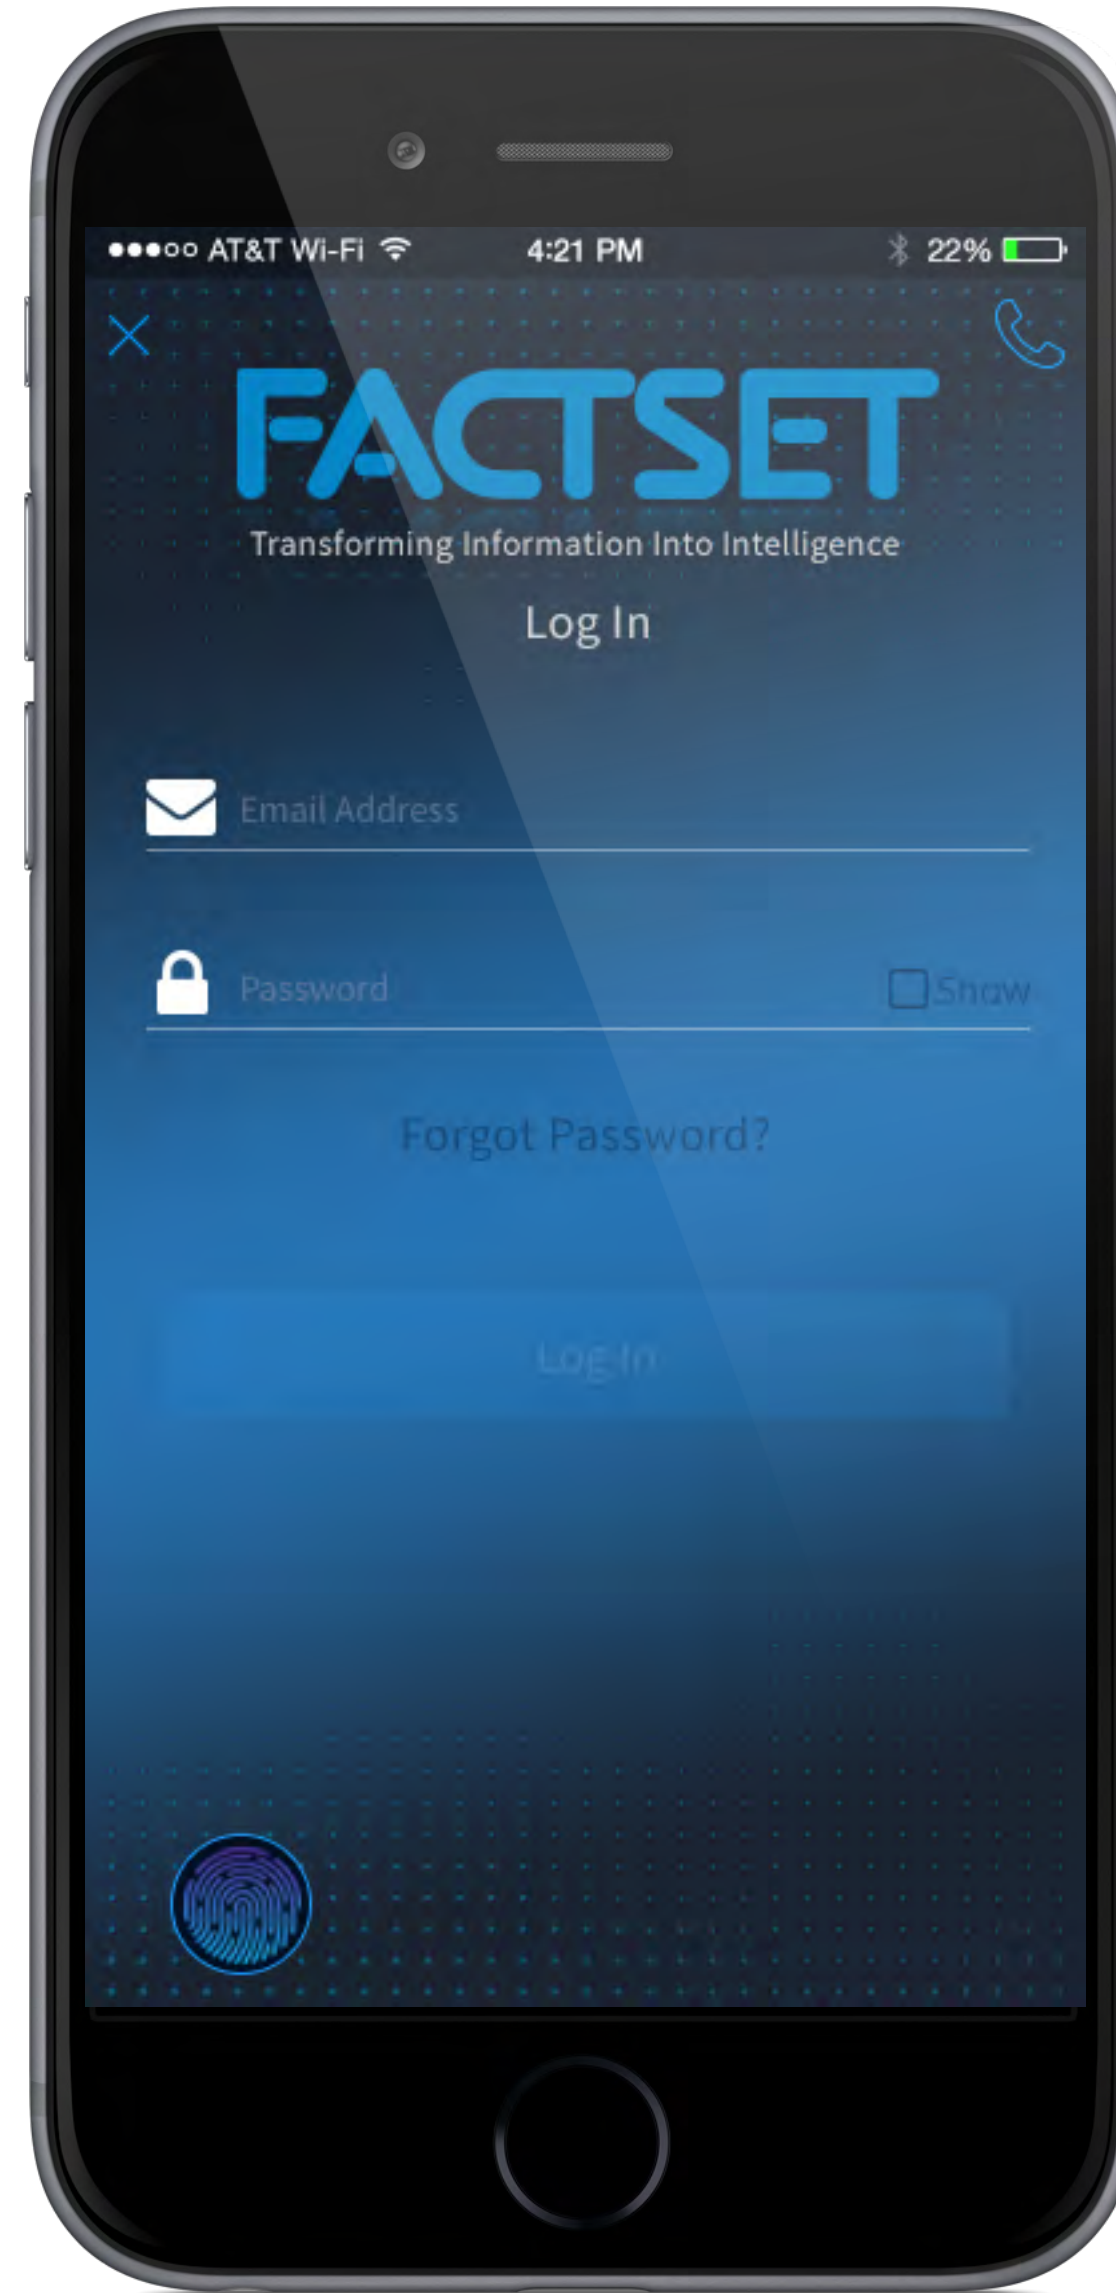 AT&T Wi-Fi 4:21 PM 22%
FACTSET
Transforming Information Into Intelligence
Log In
Email Address
Password Show
Forgot Password?
Log In